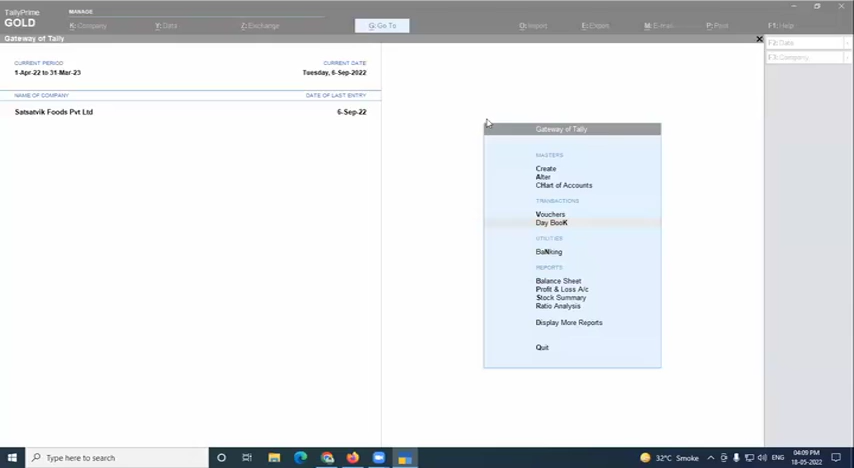 TallyPrime
GOLD
MANAGE
K: Company
Y: Data
Z: Exchange
G: Go To
O: Import
E: Export
M: E-mail
P: Print
F1: Help
Gateway of Tally
F2: Date
F3: Company
CURRENT PERIOD
CURRENT DATE
1-Apr-22 to 31-Mar-23
Tuesday, 6-Sep-2022
NAME OF COMPANY
DATE OF LAST ENTRY
Satsatvik Foods Pvt Ltd
6-Sep-22
Gateway of Tally
MASTERS
Create
Alter
CHart of Accounts
TRANSACTIONS
Vouchers
Day BooK
UTILITIES
BaNking
REPORTS
Balance Sheet
Profit & Loss A/c
Stock Summary
Ratio Analysis
Display More Reports
Quit
Type here to search
32°C Smoke
ENG
04:09 PM
18-05-2022